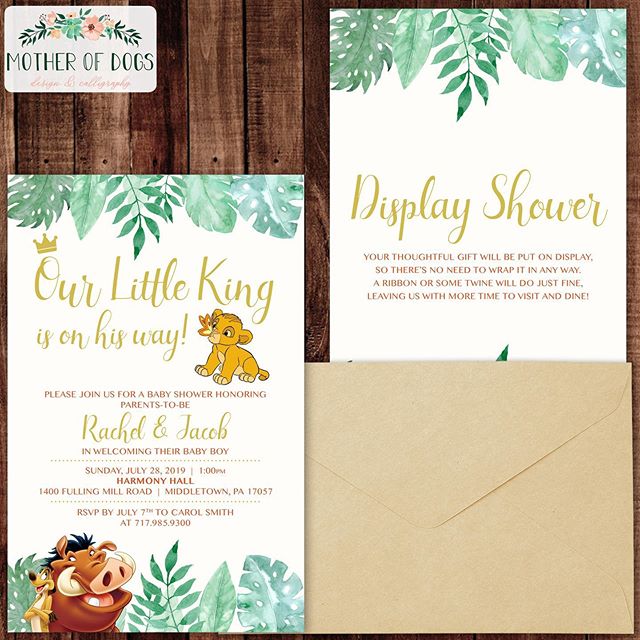 MOTHER OF DOGS
design & calligraphy
Our Little King
is on his way!
PLEASE JOIN US FOR A BABY SHOWER HONORING
PARENTS-TO-BE
Rachel & Jacob
IN WELCOMING THEIR BABY BOY
SUNDAY, JULY 28, 2019 | 1:00PM
HARMONY HALL
1400 FULLING MILL ROAD | MIDDLETOWN, PA 17057
RSVP BY JULY 7TH TO CAROL SMITH
AT 717.985.9300
Display Shower
YOUR THOUGHTFUL GIFT WILL BE PUT ON DISPLAY,
SO THERE'S NO NEED TO WRAP IT IN ANY WAY.
A RIBBON OR SOME TWINE WILL DO JUST FINE,
LEAVING US WITH MORE TIME TO VISIT AND DINE!